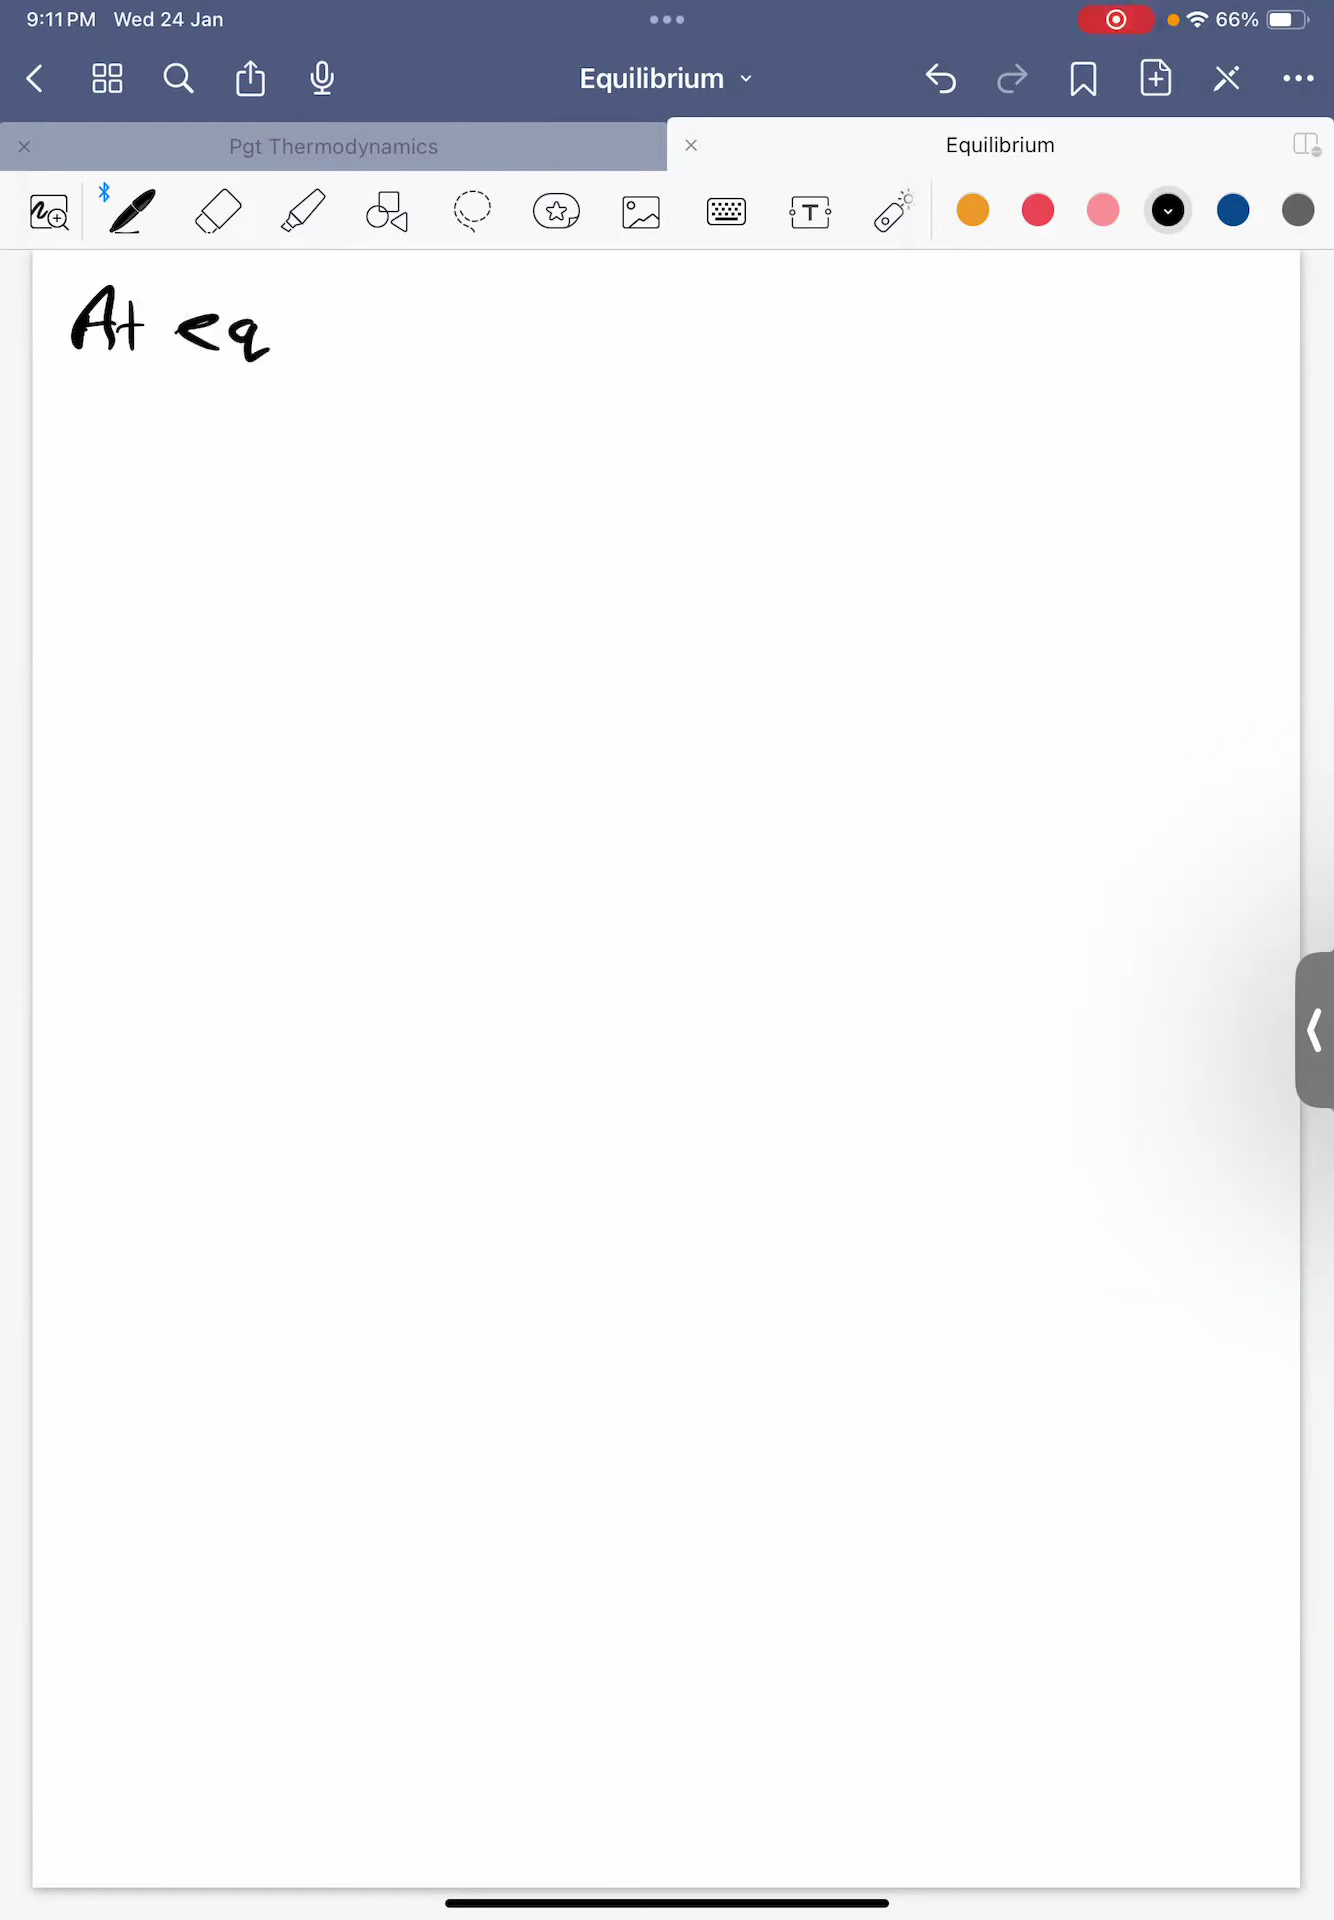 9:11 PM Wed 24 Jan 66%
Equilibrium
Pgt Thermodynamics Equilibrium
T
At eq